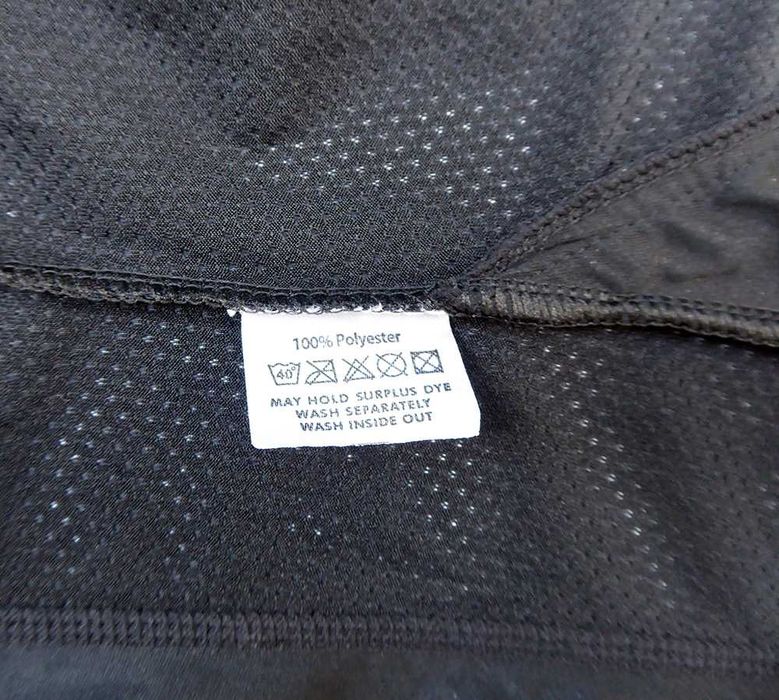 100% Polyester
40°
MAY HOLD SURPLUS DYE
WASH SEPARATELY
WASH INSIDE OUT